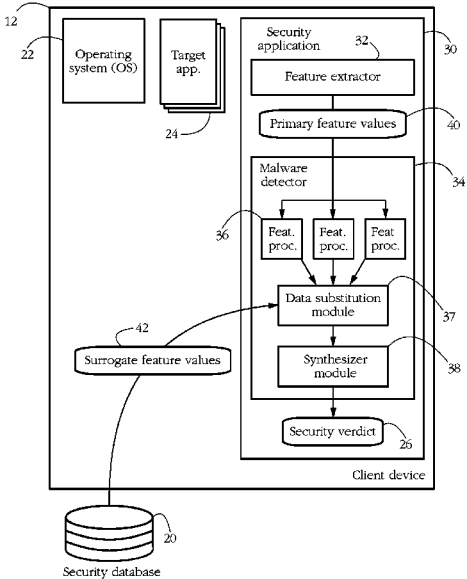 12
22
Operating
system (OS)
Target
app.
24
Security
application
32
30
Feature extractor
Primary feature values
40
Malware
detector
34
36
Feat.
proc.
Feat.
proc.
Feat
proc.
Data substitution
module
37
42
Surrogate feature values
Synthesizer
module
38
Security verdict
26
Client device
20
Security database